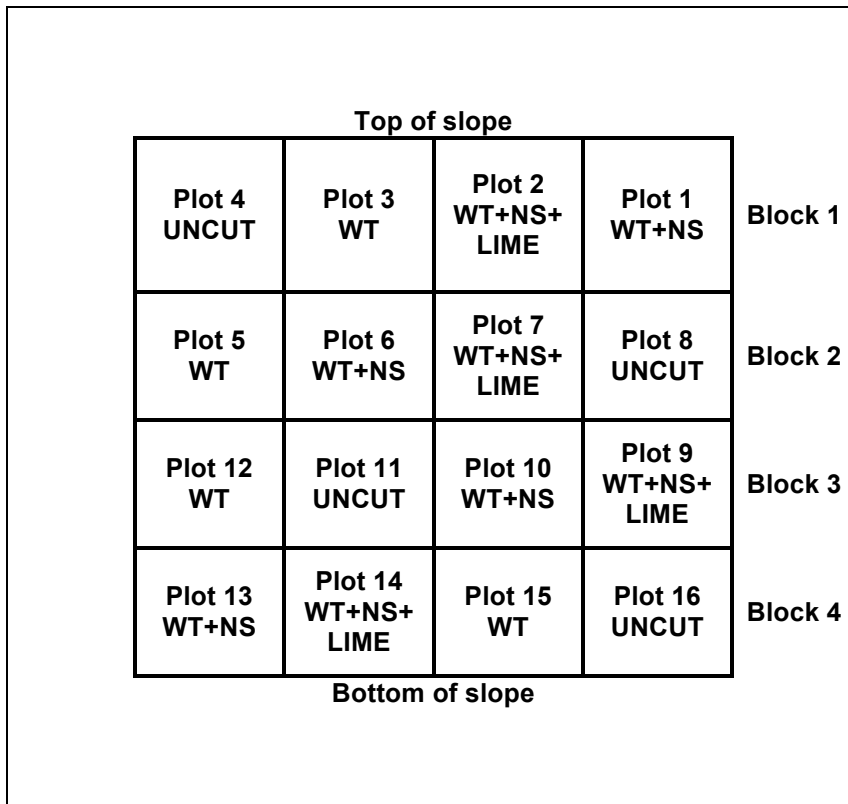 Top of slope
Plot 4
UNCUT
Plot 3
WT
Plot 2
WT+NS+
LIME
Plot 1
WT+NS
Block 1
Plot 5
WT
Plot 6
WT+NS
Plot 7
WT+NS+
LIME
Plot 8
UNCUT
Block 2
Plot 12
WT
Plot 11
UNCUT
Plot 10
WT+NS
Plot 9
WT+NS+
LIME
Block 3
Plot 13
WT+NS
Plot 14
WT+NS+
LIME
Plot 15
WT
Plot 16
UNCUT
Block 4
Bottom of slope